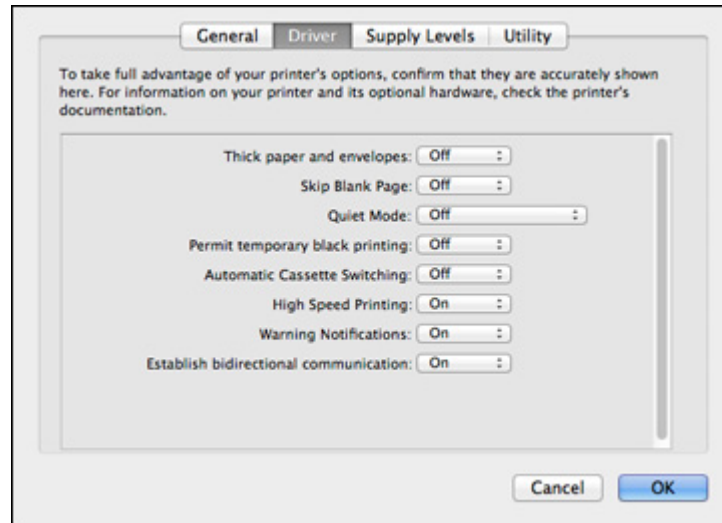 General Driver Supply Levels Utility
To take full advantage of your printer's options, confirm that they are accurately shown
here. For information on your printer and its optional hardware, check the printer's
documentation.
Thick paper and envelopes: Off
Skip Blank Page: Off
Quiet Mode: Off
Permit temporary black printing: Off
Automatic Cassette Switching: Off
High Speed Printing: On
Warning Notifications: On
Establish bidirectional communication: On
Cancel OK